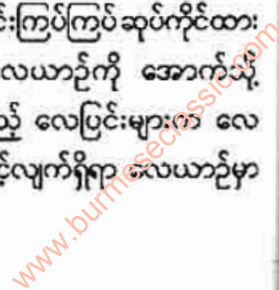 းကြပ်ကြပ်ဆုပ်ကိုင်ထား
လယာဉ်ကို အောက်သို့
ည့် လေပြင်းများက လေ
င့်လျက်ရှိရာ လေယာဉ်မှာ
www.burmeseclassic.com